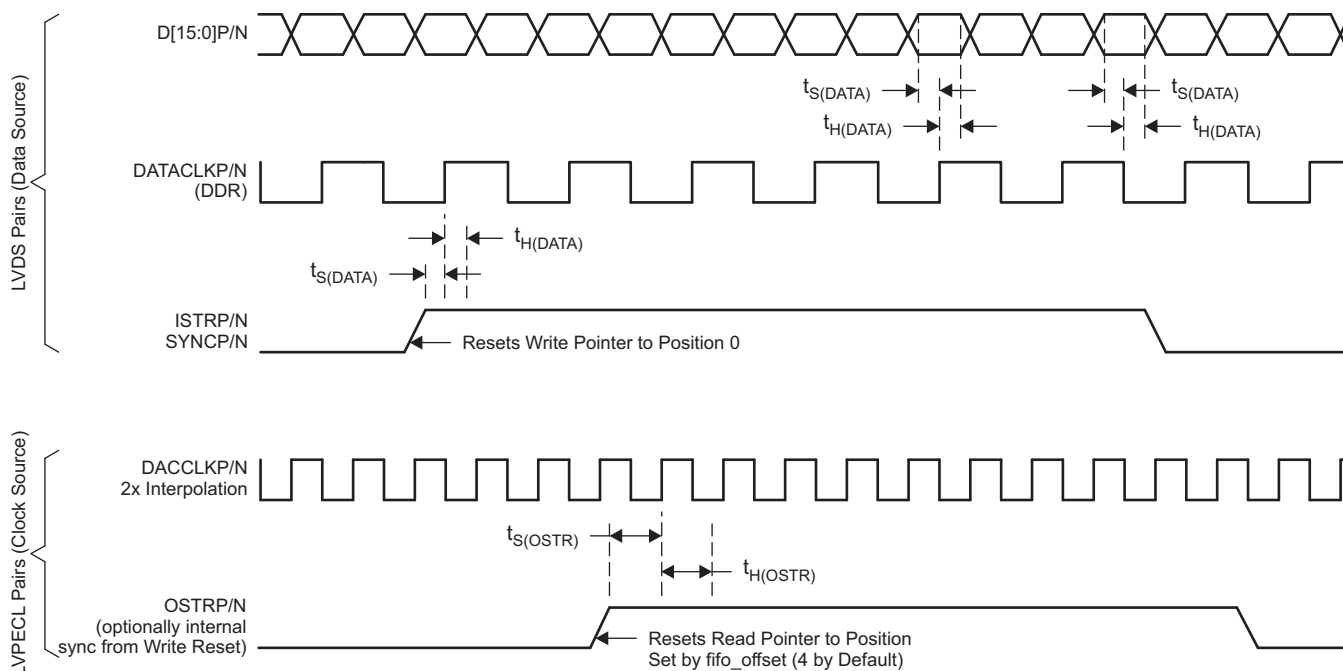 LVDS Pairs (Data Source)
D[15:0]P/N
tS(DATA)
tS(DATA)
tH(DATA)
tH(DATA)
DATACLKP/N
(DDR)
tH(DATA)
tS(DATA)
ISTRP/N
SYNCP/N
Resets Write Pointer to Position 0
LVPECL Pairs (Clock Source)
DACCLKP/N
2x Interpolation
tS(OSTR)
tH(OSTR)
OSTRP/N
(optionally internal
sync from Write Reset)
Resets Read Pointer to Position
Set by fifo_offset (4 by Default)